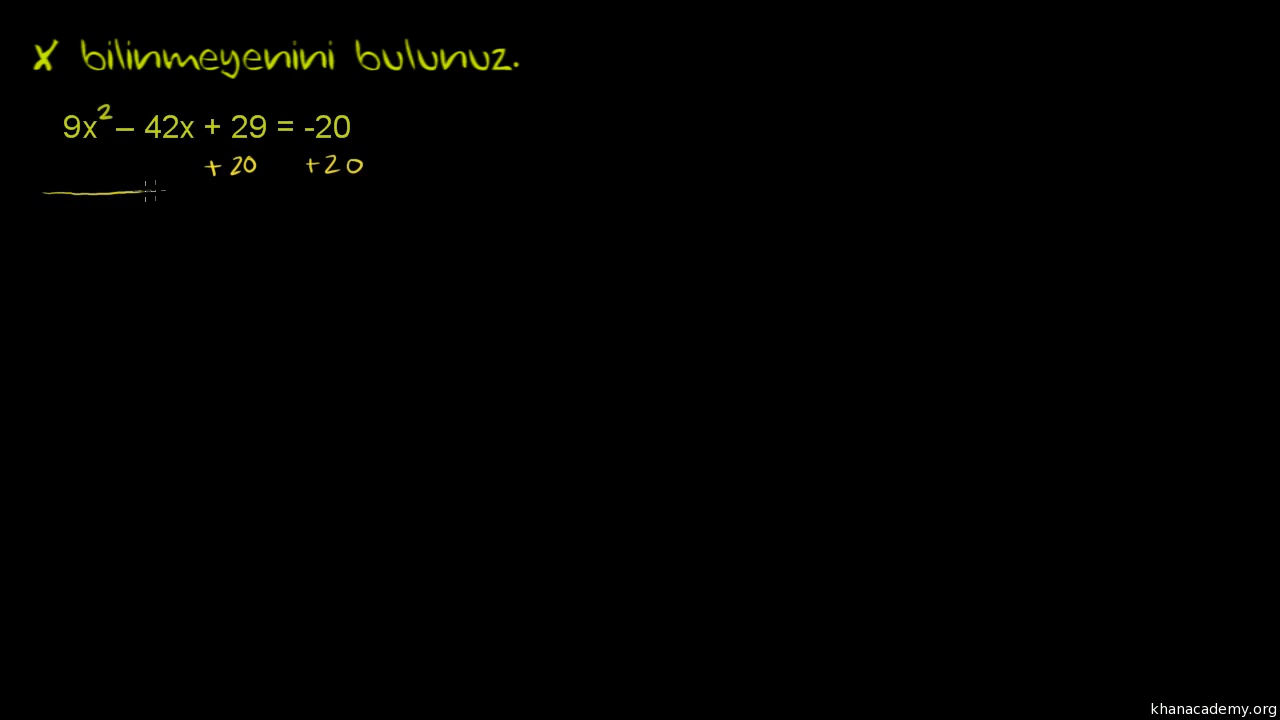 x bilinmeyenini bulunuz.
9x² – 42x + 29 = -20
+ 20 +20
khanacademy.org